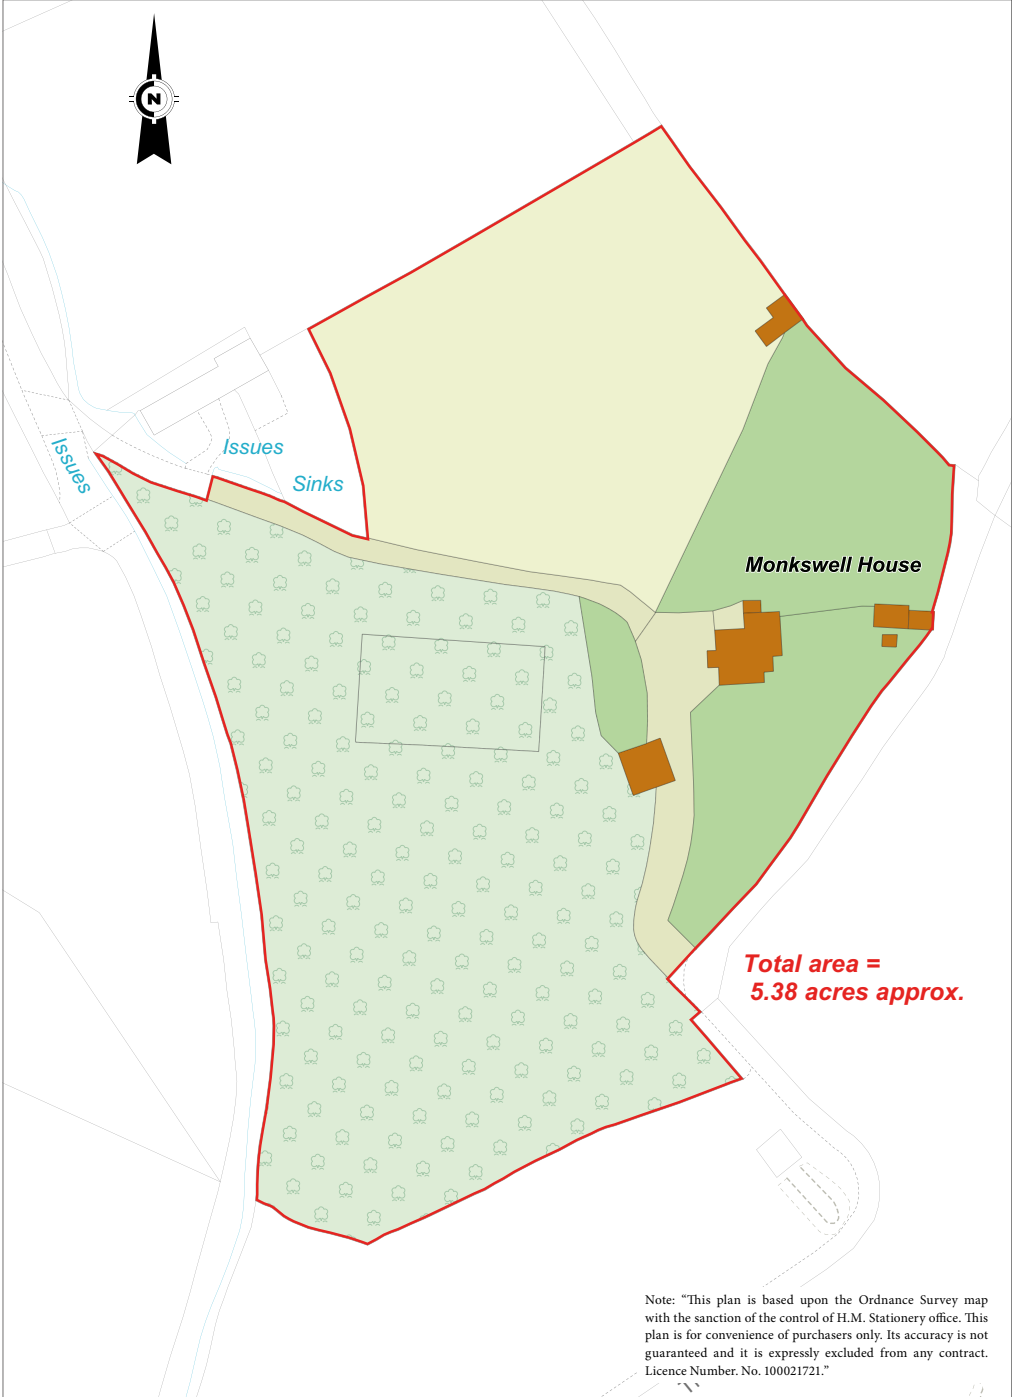 N
Issues
Issues
Sinks
Monkswell House
Total area =
5.38 acres approx.
Note: “This plan is based upon the Ordnance Survey map
with the sanction of the control of H.M. Stationery office. This
plan is for convenience of purchasers only. Its accuracy is not
guaranteed and it is expressly excluded from any contract.
Licence Number. No. 100021721.”